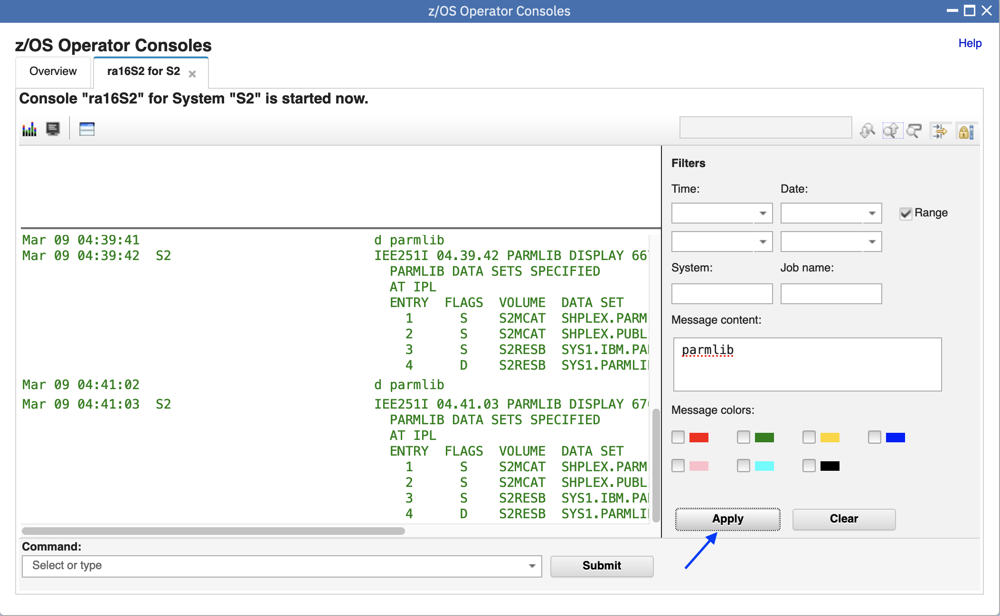 z/OS Operator Consoles
z/OS Operator Consoles
Help
Overview
ra16S2 for S2
Console "ra16S2" for System "S2" is started now.
Mar 09 04:39:41 d parmlib
Mar 09 04:39:42 S2 IEE251I 04.39.42 PARMLIB DISPLAY 66
PARMLIB DATA SETS SPECIFIED
AT IPL
ENTRY FLAGS VOLUME DATA SET
1 S S2MCAT SHPLEX.PARM
2 S S2MCAT SHPLEX.PUBL
3 S S2RESB SYS1.IBM.PA
4 D S2RESB SYS1.PARMLI
Mar 09 04:41:02 d parmlib
Mar 09 04:41:03 S2 IEE251I 04.41.03 PARMLIB DISPLAY 67
PARMLIB DATA SETS SPECIFIED
AT IPL
ENTRY FLAGS VOLUME DATA SET
1 S S2MCAT SHPLEX.PARM
2 S S2MCAT SHPLEX.PUBL
3 S S2RESB SYS1.IBM.PA
4 D S2RESB SYS1.PARMLI
Filters
Time: Date:
Range
System: Job name:
Message content:
parmlib
Message colors:
Apply Clear
Command:
Select or type
Submit